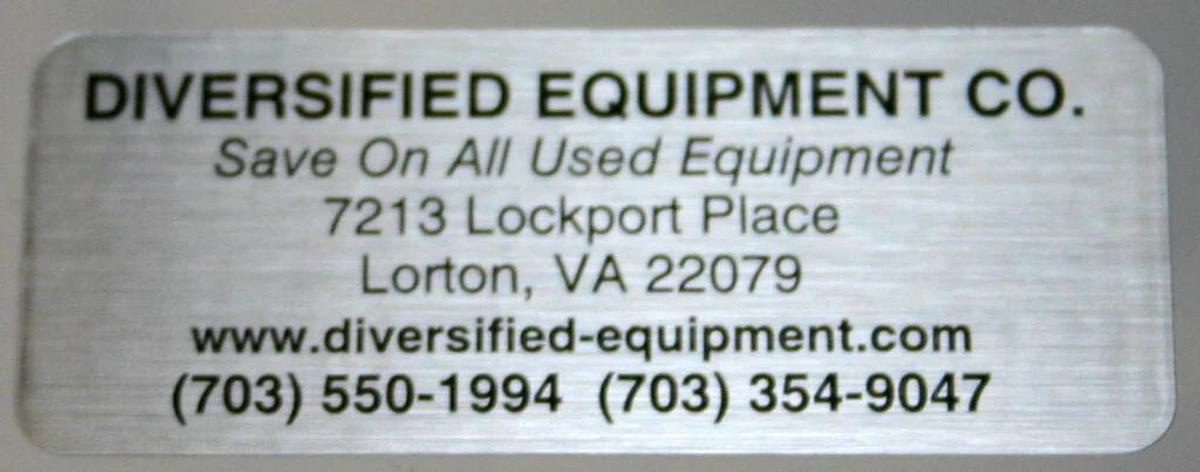 DIVERSIFIED EQUIPMENT CO.
Save On All Used Equipment
7213 Lockport Place
Lorton, VA 22079
www.diversified-equipment.com
(703) 550-1994 (703) 354-9047